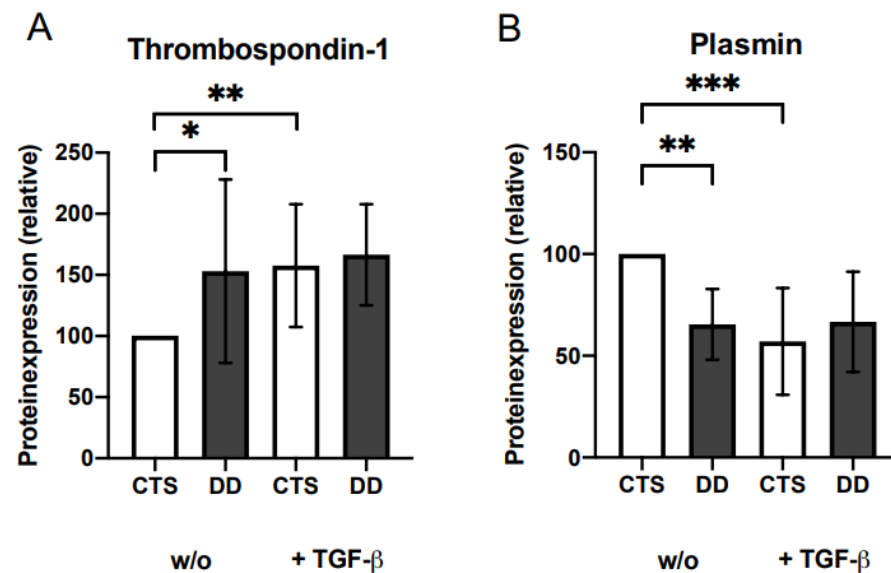 A
Thrombospondin-1
**
*
Proteinexpression (relative)
250
200
150
100
50
0
CTS DD CTS DD
w/o + TGF-β
B
Plasmin
***
**
Proteinexpression (relative)
150
100
50
0
CTS DD CTS DD
w/o + TGF-β